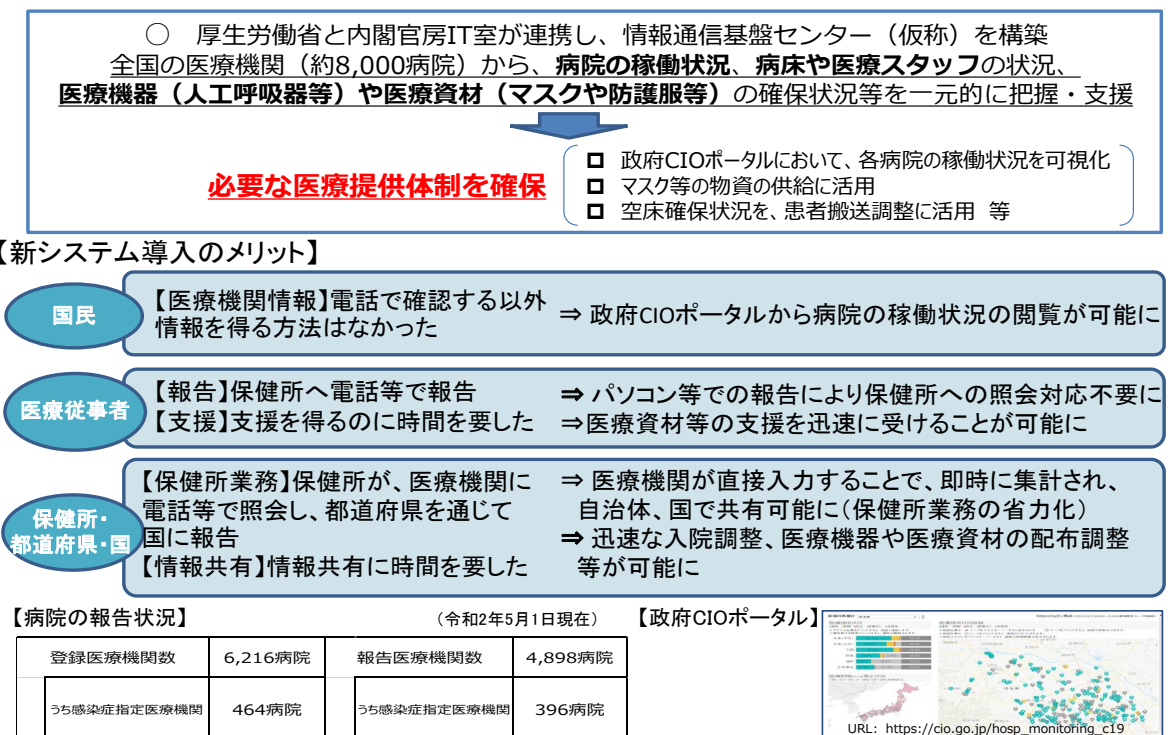 ○ 厚生労働省と内閣官房IT室が連携し、情報通信基盤センター（仮称）を構築
全国の医療機関（約8,000病院）から、病院の稼働状況、病床や医療スタッフの状況、
医療機器（人工呼吸器等）や医療資材（マスクや防護服等）の確保状況等を一元的に把握・支援
必要な医療提供体制を確保
政府CIOポータルにおいて、各病院の稼働状況を可視化
マスク等の物資の供給に活用
空床確保状況を、患者搬送調整に活用 等
【新システム導入のメリット】
国民
【医療機関情報】電話で確認する以外
情報を得る方法はなかった
⇒ 政府CIOポータルから病院の稼働状況の閲覧が可能に
医療従事者
【報告】保健所へ電話等で報告
【支援】支援を得るのに時間を要した
⇒ パソコン等での報告により保健所への照会対応不要に
⇒医療資材等の支援を迅速に受けることが可能に
保健所・
都道府県・国
【保健所業務】保健所が、医療機関に
電話等で照会し、都道府県を通じて
国に報告
【情報共有】情報共有に時間を要した
⇒ 医療機関が直接入力することで、即時に集計され、
自治体、国で共有可能に（保健所業務の省力化）
⇒ 迅速な入院調整、医療機器や医療資材の配布調整
等が可能に
【病院の報告状況】
（令和2年5月1日現在）
登録医療機関数 6,216病院 報告医療機関数 4,898病院
うち感染症指定医療機関 464病院 うち感染症指定医療機関 396病院
【政府CIOポータル】
URL: https://cio.go.jp/hosp_monitoring_c19